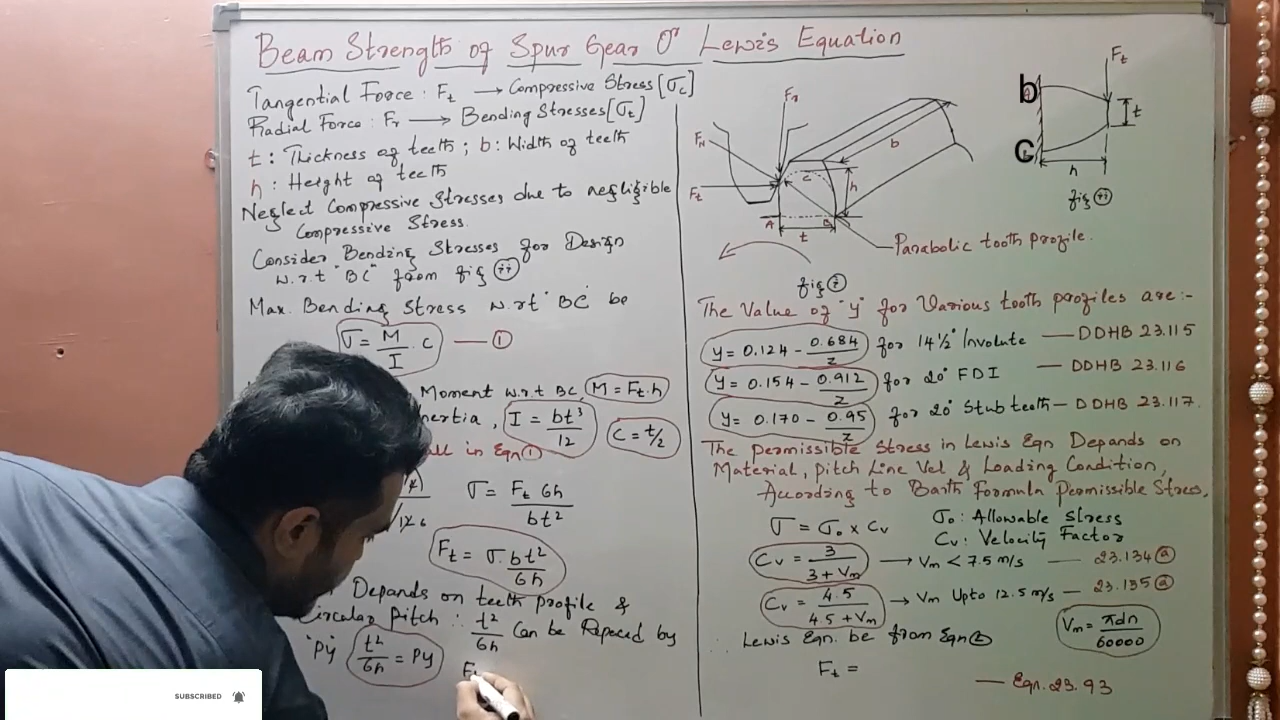 Beam Strength of Spur Gear Or Lewis Equation
Tangential Force : Ft → Compressive Stress [σc]
Radial Force : Fr → Bending Stresses [σt]
t : Thickness of teeth ; b : Width of teeth
h : Height of teeth
Neglect Compressive Stresses due to negligible
Compressive Stress.
Consider Bending Stresses for Design
w.r.t "BC" from fig (ii)
Max. Bending Stress w.r.t "BC" be
σ = M/I · c — ①
Moment w.r.t BC, M = Ft.h
nertia, I = bt³/12
C = t/2
all in Eqn ①
σ = Ft 6h / bt²
Ft = σ.bt²/6h
Depends on teeth profile &
Circular pitch ∴ t²/6h Can be Repaced by
"Py" t²/6h = Py
F
Fr
FN
Ft
b
c
h
A
B
t
Parabolic tooth profile.
fig (i)
Ft
b
t
C
h
fig (ii)
The Value of "y" for Various tooth profiles are:-
y = 0.124 - 0.684/z for 14½° Involute — DDHB 23.115
y = 0.154 - 0.912/z for 20° FDI — DDHB 23.116
y = 0.170 - 0.95/z for 20° Stub teeth — DDHB 23.117.
The permissible Stress in Lewis Eqn Depends on
Material, pitch Line Vel & Loading Condition,
According to Barth Formula Permissible Stress,
σ = σo x Cv
σo : Allowable stress
Cv : Velocity Factor
Cv = 3/3+Vm → Vm < 7.5 m/s — 23.134 (a)
Cv = 4.5/4.5+Vm → Vm Upto 12.5 m/s — 23.135 (a)
∴ Lewis Eqn. be from Eqn ②
Vm = πdn/60000
Ft =
— Eqn. 23.93
SUBSCRIBED